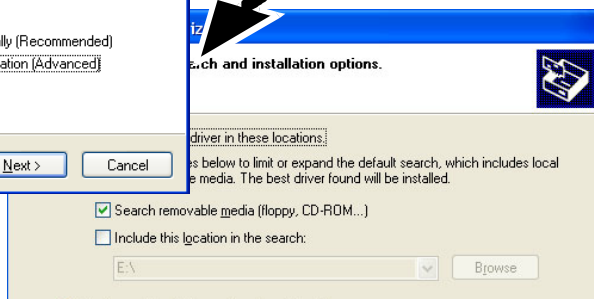 lly (Recommended)
ation (Advanced)
Next >
Cancel
iz
arch and installation options.
driver in these locations.
es below to limit or expand the default search, which includes local
e media. The best driver found will be installed.
Search removable media (floppy, CD-ROM...)
Include this location in the search:
E:\
Browse